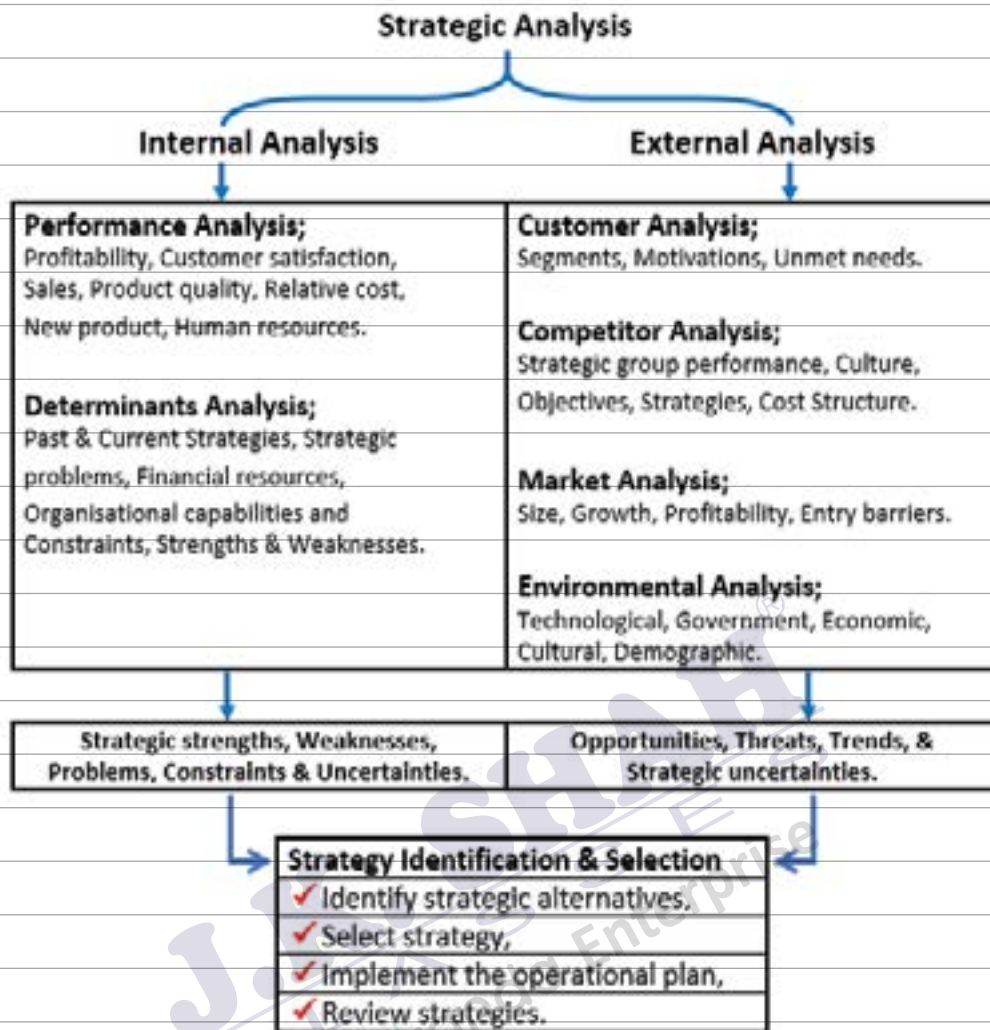 Strategic Analysis
Internal Analysis
External Analysis
Performance Analysis;
Profitability, Customer satisfaction,
Sales, Product quality, Relative cost,
New product, Human resources.
Determinants Analysis;
Past & Current Strategies, Strategic
problems, Financial resources,
Organisational capabilities and
Constraints, Strengths & Weaknesses.
Customer Analysis;
Segments, Motivations, Unmet needs.
Competitor Analysis;
Strategic group performance, Culture,
Objectives, Strategies, Cost Structure.
Market Analysis;
Size, Growth, Profitability, Entry barriers.
Environmental Analysis;
Technological, Government, Economic,
Cultural, Demographic.
Strategic strengths, Weaknesses,
Problems, Constraints & Uncertainties.
Opportunities, Threats, Trends, &
Strategic uncertainties.
Strategy Identification & Selection
✓ Identify strategic alternatives,
✓ Select strategy,
✓ Implement the operational plan,
✓ Review strategies.
SHAH®
Enterprise